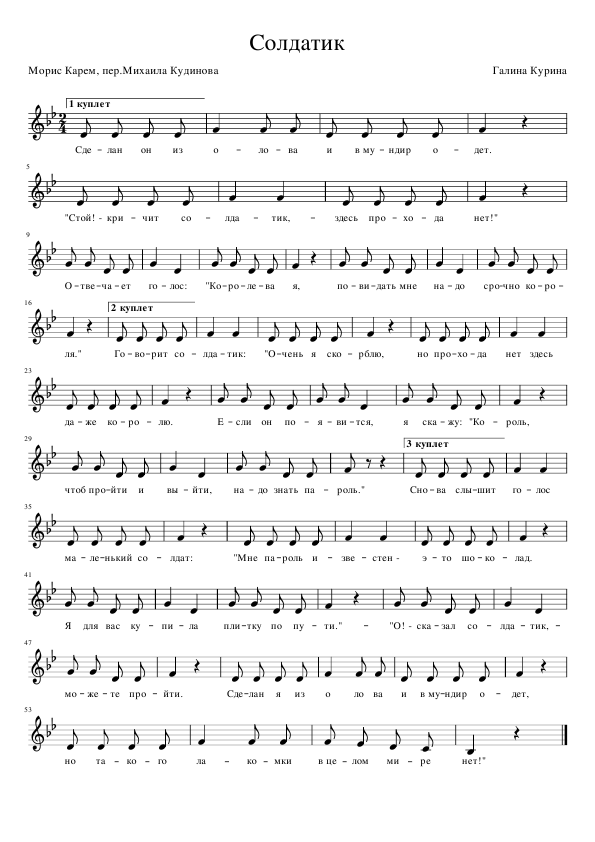 Солдатик
Морис Карем, пер.Михаила Кудинова
Галина Курина
1 куплет
2
4
Сде – лан он из о – ло – ва и в му – ндир о – дет.
5
"Стой! - кри – чит со – лда – тик, – здесь про – хо – да нет!"
9
О – тве – ча – ет го – лос: "Ко – ро – ле – ва я, по – ви – дать мне на – до сро – чно ко – ро –
16
2 куплет
ля." Го – во – рит со – лда – тик: "О – чень я ско – рблю, но про – хо – да нет здесь
23
да – же ко – ро – лю. Е – сли он по – я – ви – тся, я ска – жу: "Ко – роль,
29
3 куплет
чтоб про – йти и вы – йти, на – до знать па – роль." Сно – ва слы – шит го – лос
35
ма – ле – нький со – лдат: "Мне па – роль и – зве – стен - э – то шо – ко – лад.
41
Я для вас ку – пи – ла пли – тку по пу – ти." – "О! - ска – зал со – лда – тик, –
47
мо – же – те про – йти. Сде – лан я из о ло ва и в му – ндир о – дет,
53
но та – ко – го ла – ко – мки в це – лом ми – ре нет!"